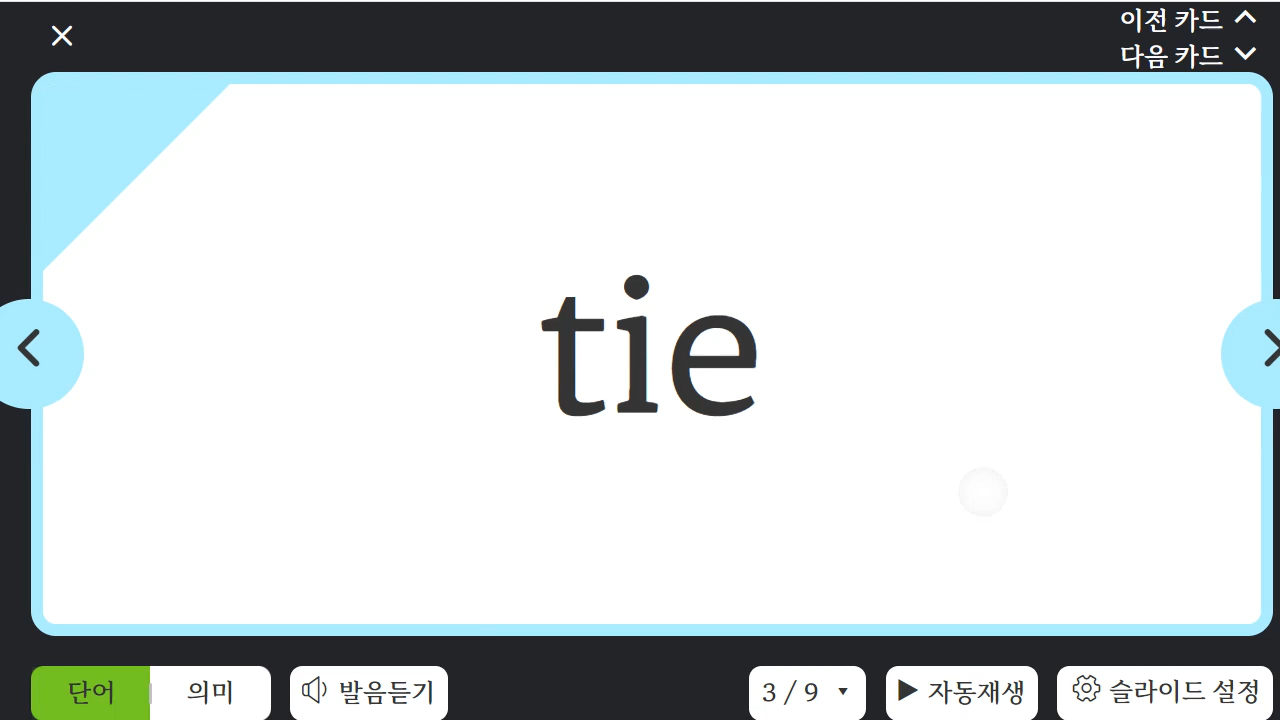 이전 카드
다음 카드
tie
단어
의미
발음듣기
3 / 9
자동재생
슬라이드 설정